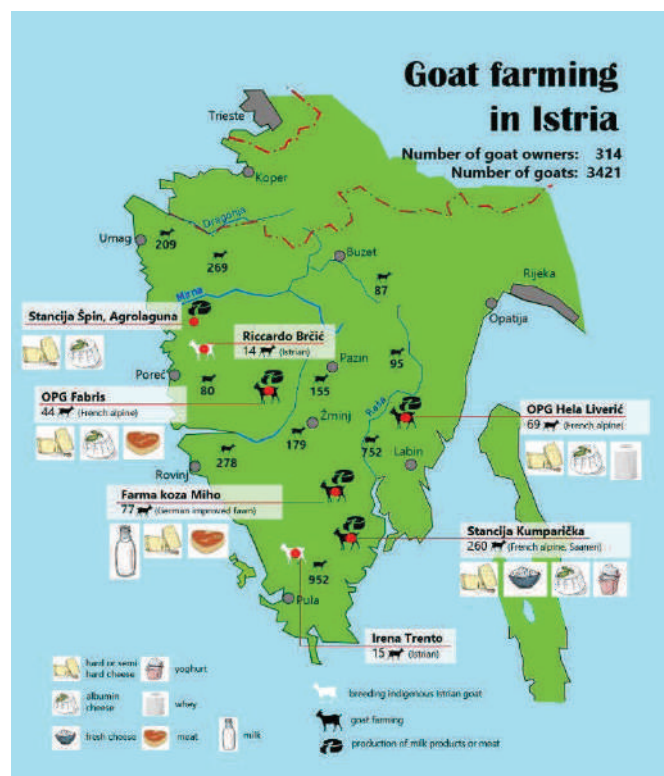 Goat farming
in Istria
Number of goat owners: 314
Number of goats: 3421
Trieste
Koper
Dragonja
Umag
209
269
Buzet
87
Rijeka
Opatija
Mirna
Stancija Špin, Agrolaguna
Riccardo Brčić
14 (Istrian)
Pazin
95
Poreč
80
155
OPG Fabris
44 (French alpine)
Raša
OPG Hela Liverić
69 (French alpine)
Žminj
179
752
Labin
278
Rovinj
Farma koza Miho
77 (German improved fawn)
Stancija Kumparička
260 (French alpine, Saanen)
952
Pula
Irena Trento
15 (Istrian)
hard or semi
hard cheese
yoghurt
albumin
cheese
whey
fresh cheese
meat
milk
breeding indigenous Istrian goat
goat farming
production of milk products or meat